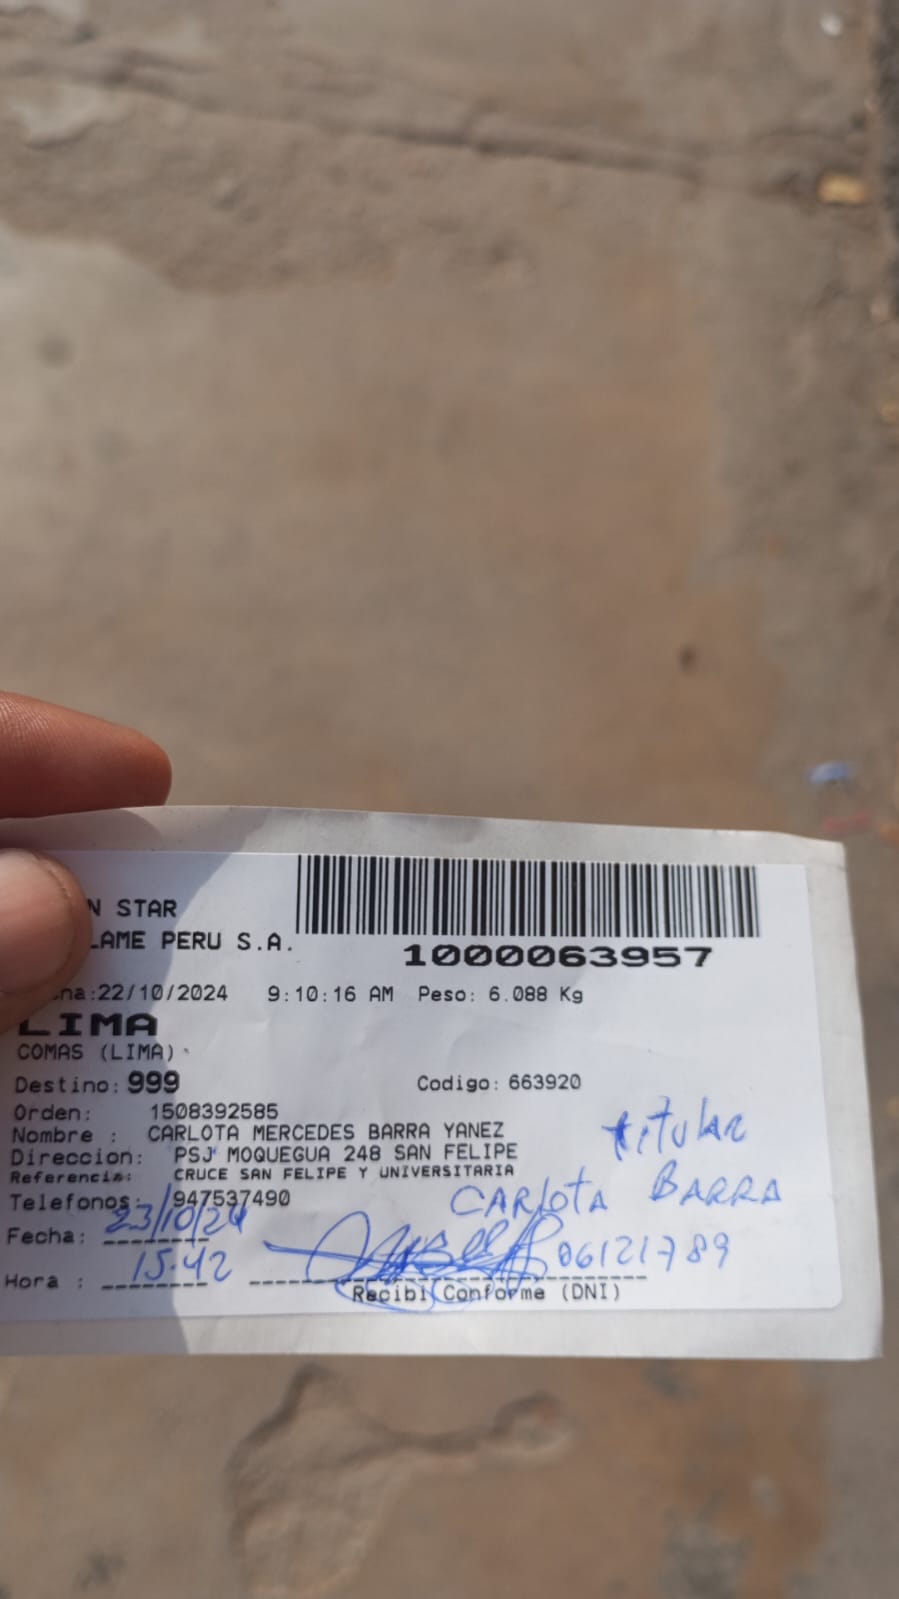 N STAR
LAME PERU S.A.
1000063957
na:22/10/2024 9:10:16 AM Peso: 6.088 Kg
LIMA
COMAS (LIMA)
Destino: 999 Codigo: 663920
Orden: 1508392585
Nombre : CARLOTA MERCEDES BARRA YANEZ
titular
Direccion: PSJ MOQUEGUA 248 SAN FELIPE
Referencia: CRUCE SAN FELIPE Y UNIVERSITARIA
Telefonos: 947537490
CARLOTA BARRA
Fecha: 23/10/24
06121789
Hora : 15.42
Recibi Conforme (DNI)